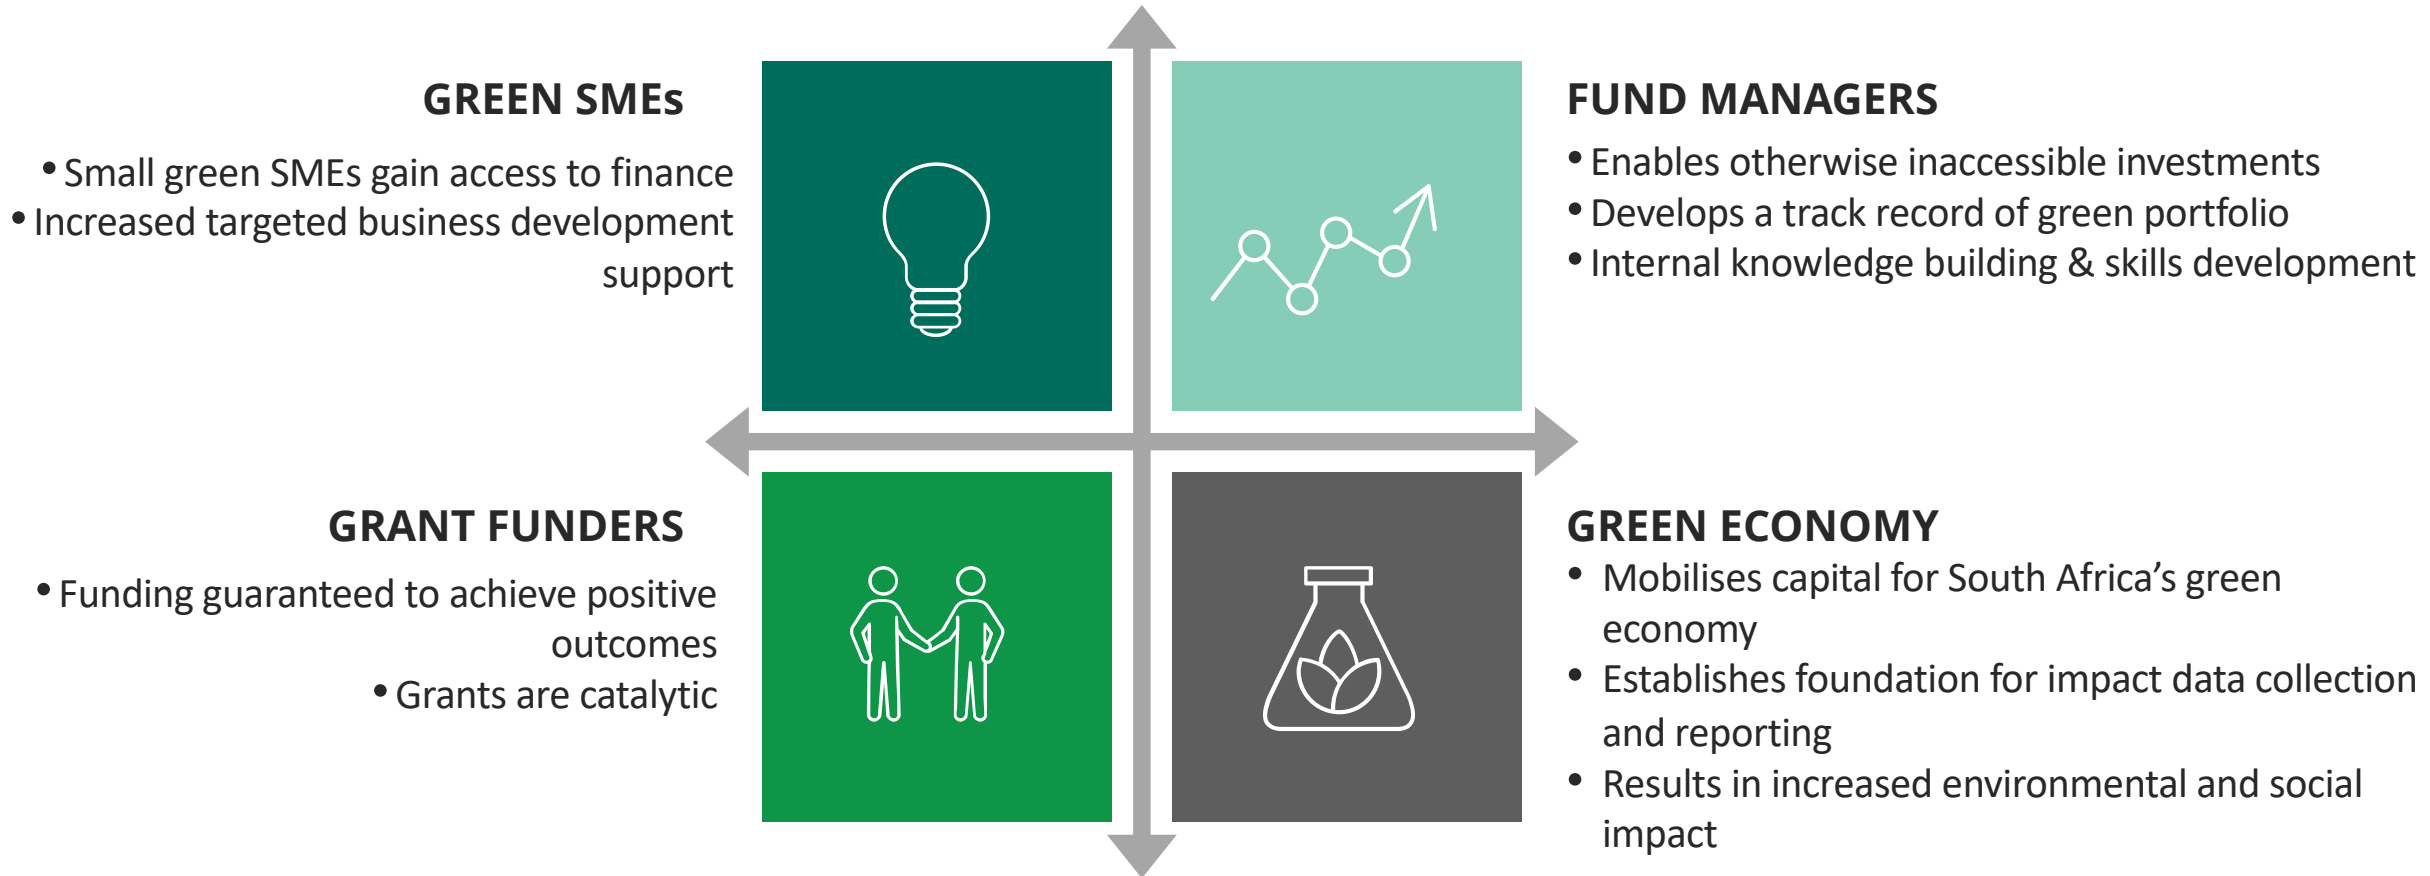 GREEN SMEs
• Small green SMEs gain access to finance
• Increased targeted business development
support
FUND MANAGERS
• Enables otherwise inaccessible investments
• Develops a track record of green portfolio
• Internal knowledge building & skills development
GRANT FUNDERS
• Funding guaranteed to achieve positive
outcomes
• Grants are catalytic
GREEN ECONOMY
• Mobilises capital for South Africa’s green
economy
• Establishes foundation for impact data collection
and reporting
• Results in increased environmental and social
impact